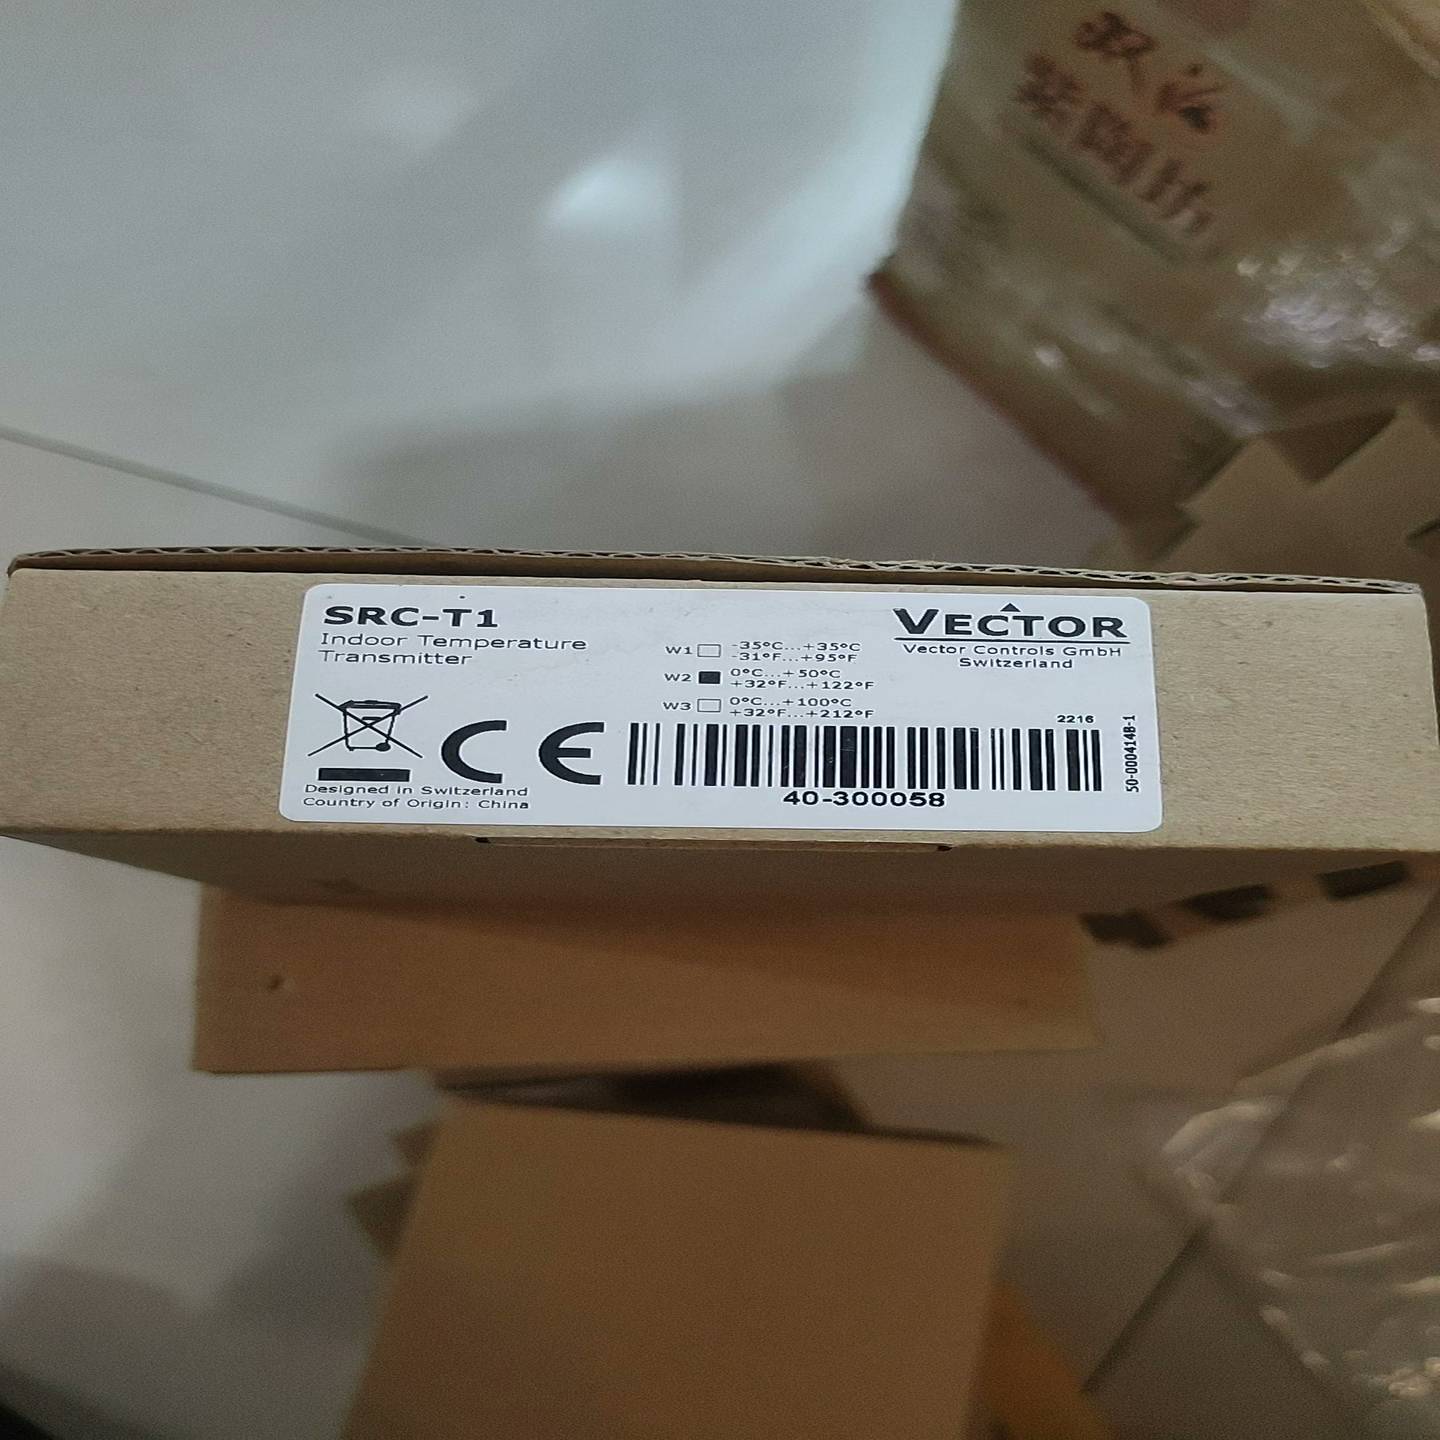 SRC-T1
Indoor Temperature
Transmitter
W1 -35°C...+35°C
-31°F...+95°F
W2 0°C...+50°C
+32°F...+122°F
W3 0°C...+100°C
+32°F...+212°F
VECTOR
Vector Controls GmbH
Switzerland
CE
Designed in Switzerland
Country of Origin: China
2216
40-300058
50-000414B-1